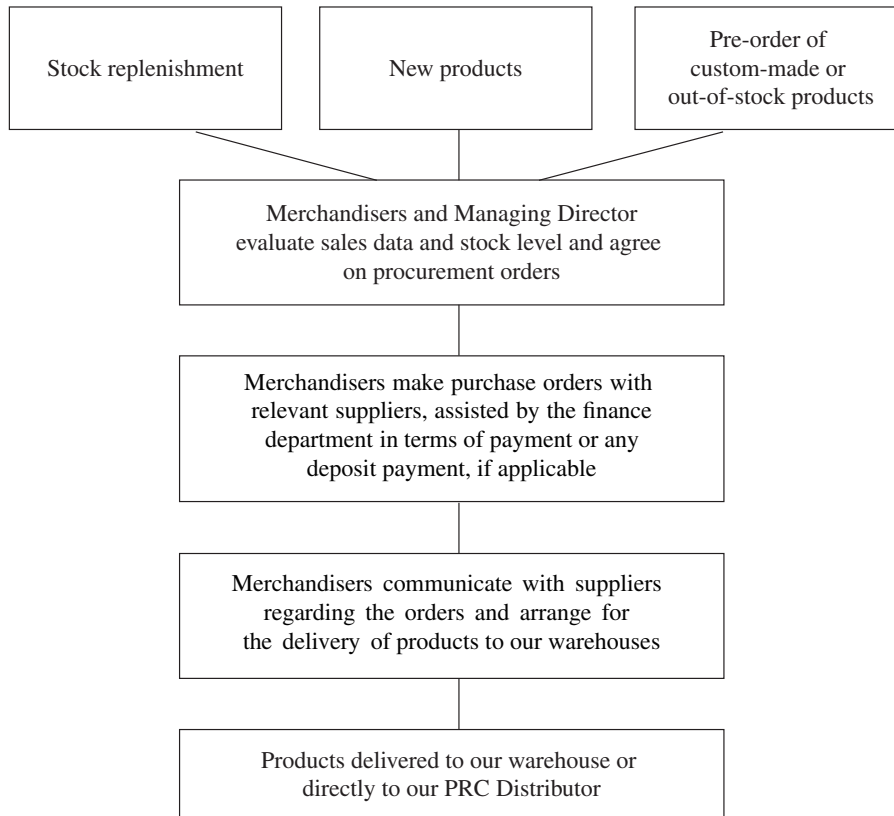 Stock replenishment
New products
Pre-order of
custom-made or
out-of-stock products
Merchandisers and Managing Director
evaluate sales data and stock level and agree
on procurement orders
Merchandisers make purchase orders with
relevant suppliers, assisted by the finance
department in terms of payment or any
deposit payment, if applicable
Merchandisers communicate with suppliers
regarding the orders and arrange for
the delivery of products to our warehouses
Products delivered to our warehouse or
directly to our PRC Distributor